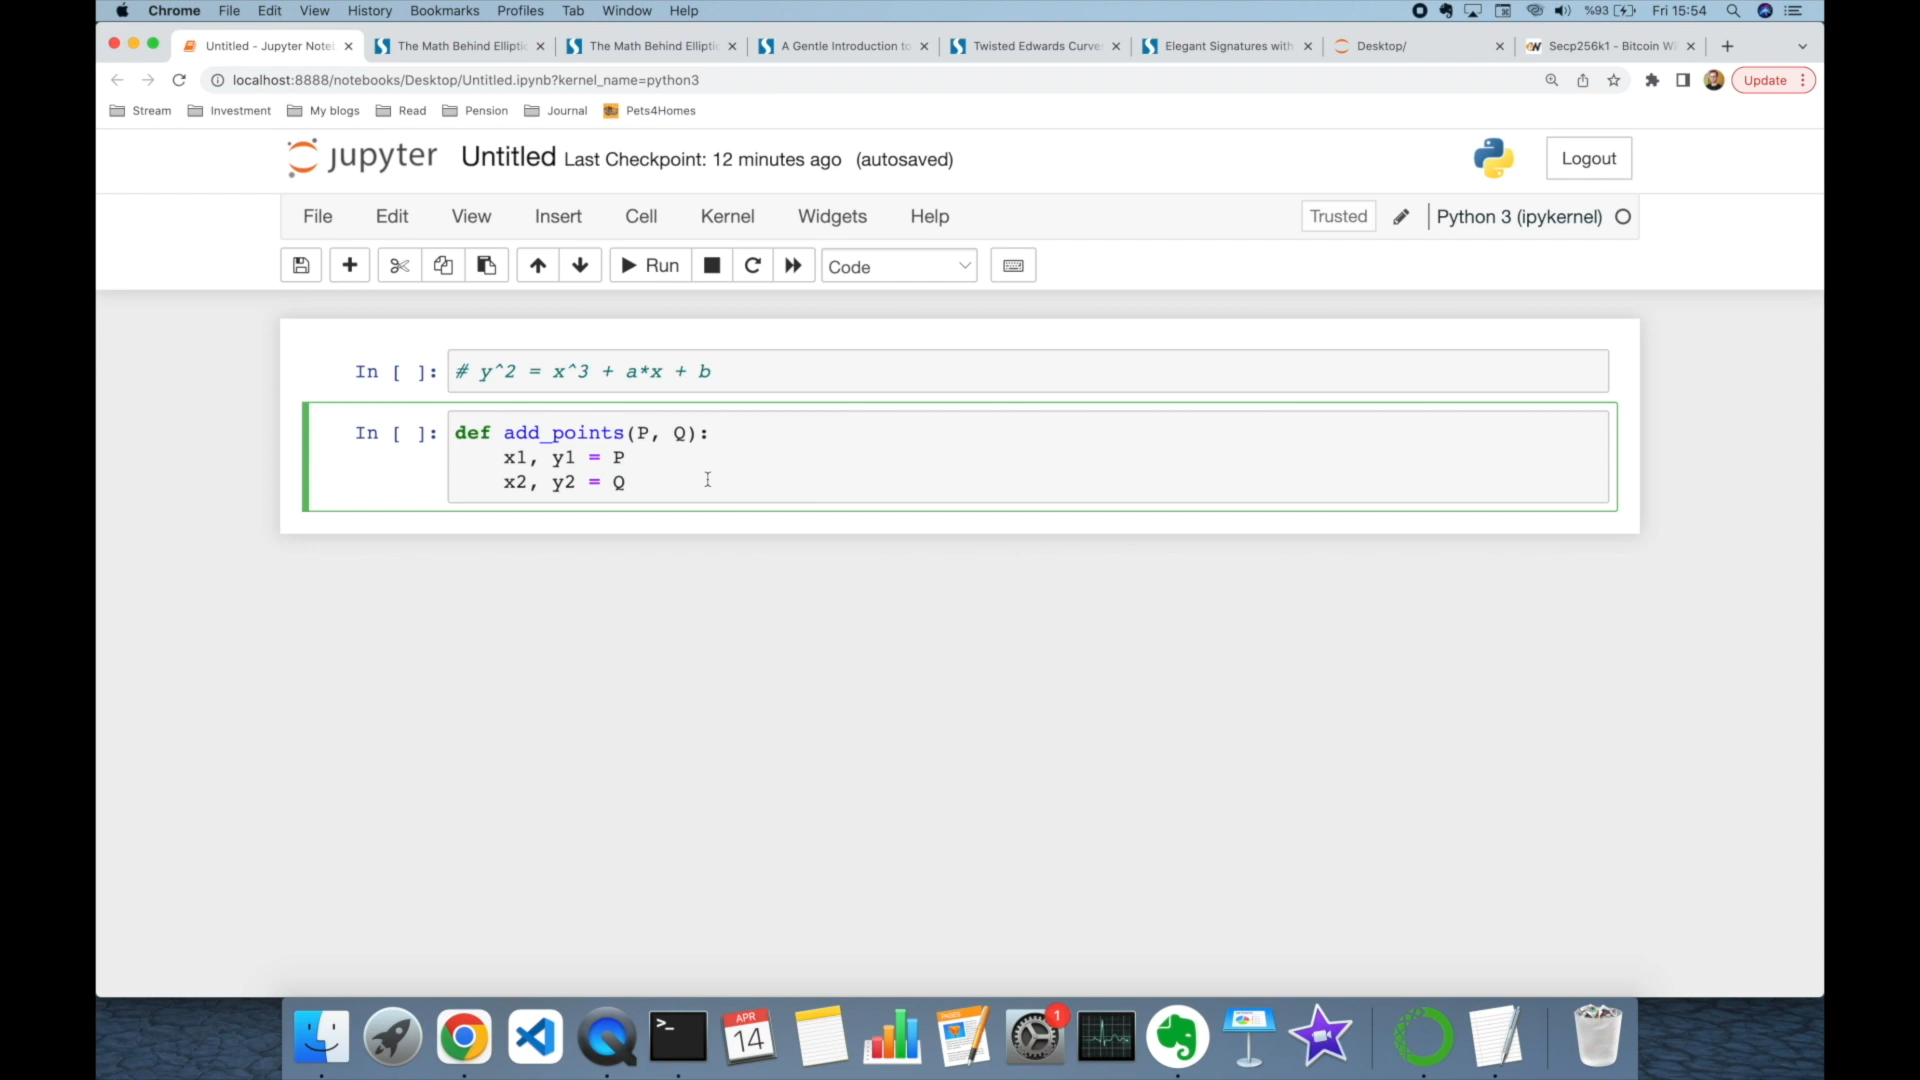 Chrome File Edit View History Bookmarks Profiles Tab Window Help %93 Fri 15:54
Untitled - Jupyter Note The Math Behind Ellipti The Math Behind Ellipti A Gentle Introduction to Twisted Edwards Curve Elegant Signatures with Desktop/ Secp256k1 - Bitcoin W
localhost:8888/notebooks/Desktop/Untitled.ipynb?kernel_name=python3 Update
Stream Investment My blogs Read Pension Journal Pets4Homes
jupyter Untitled Last Checkpoint: 12 minutes ago (autosaved) Logout
File Edit View Insert Cell Kernel Widgets Help Trusted Python 3 (ipykernel)
Run Code
In [ ]: # y^2 = x^3 + a*x + b
In [ ]: def add_points(P, Q):
x1, y1 = P
x2, y2 = Q
APR
14
PAGES
1
>_